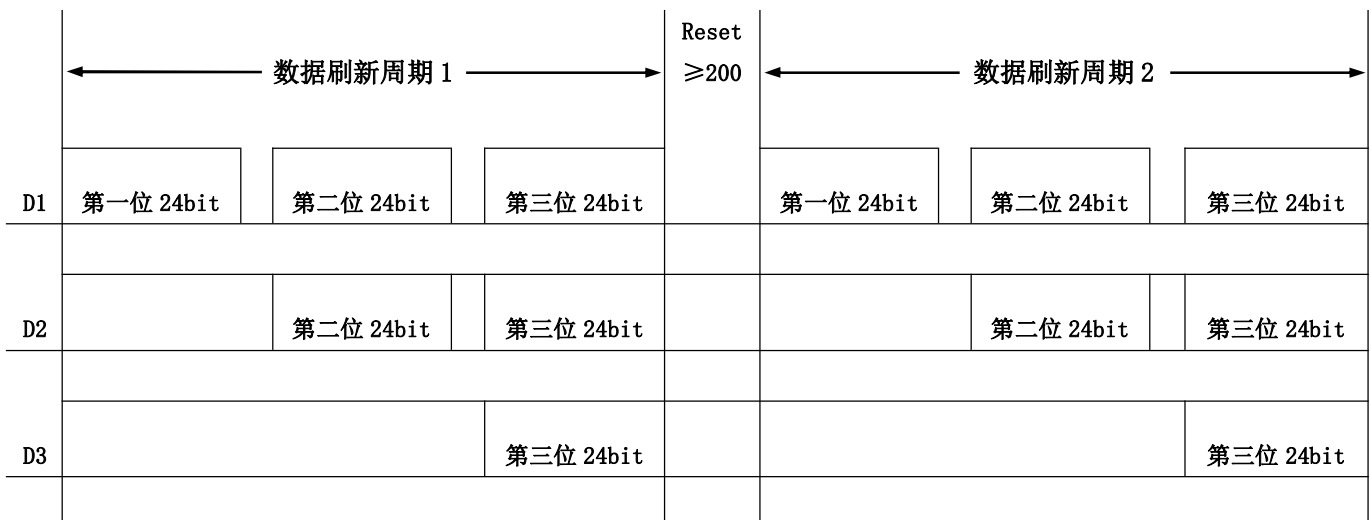 Reset
数据刷新周期 1 ≥200 数据刷新周期 2
D1 第一位 24bit 第二位 24bit 第三位 24bit 第一位 24bit 第二位 24bit 第三位 24bit
D2 第二位 24bit 第三位 24bit 第二位 24bit 第三位 24bit
D3 第三位 24bit 第三位 24bit